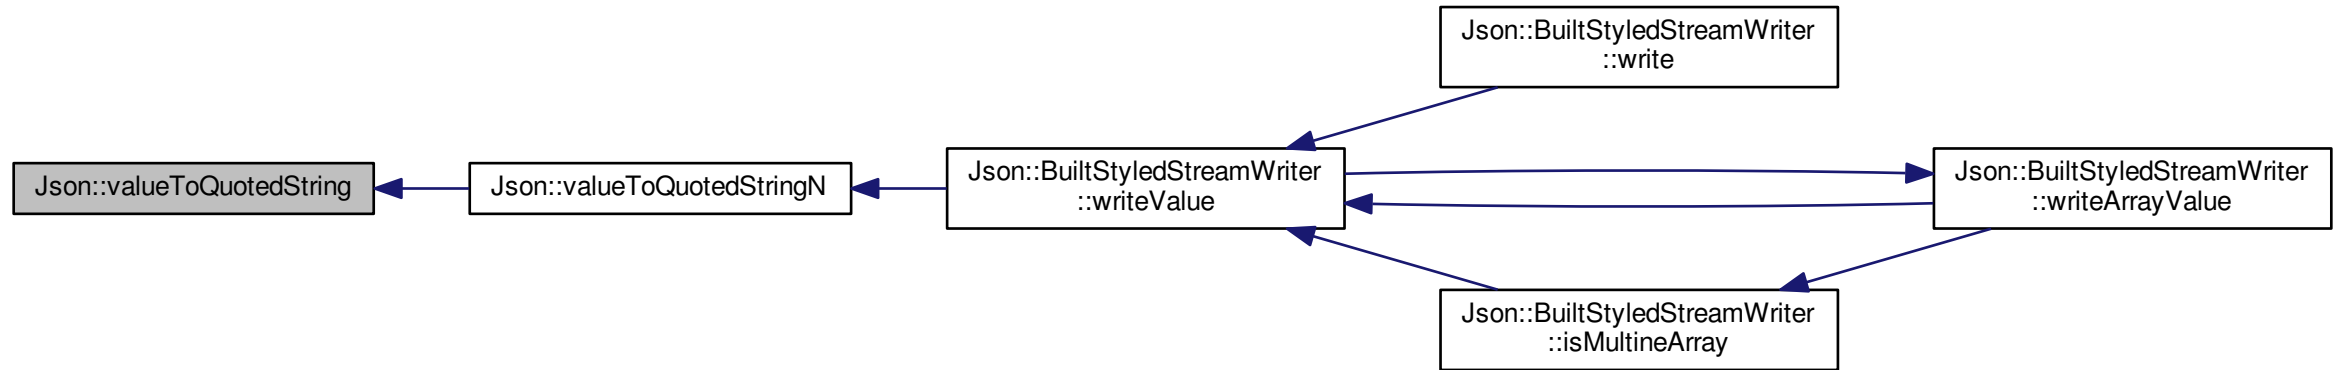 Json::valueToQuotedString
Json::valueToQuotedStringN
Json::BuiltStyledStreamWriter
::writeValue
Json::BuiltStyledStreamWriter
::write
Json::BuiltStyledStreamWriter
::writeArrayValue
Json::BuiltStyledStreamWriter
::isMultineArray